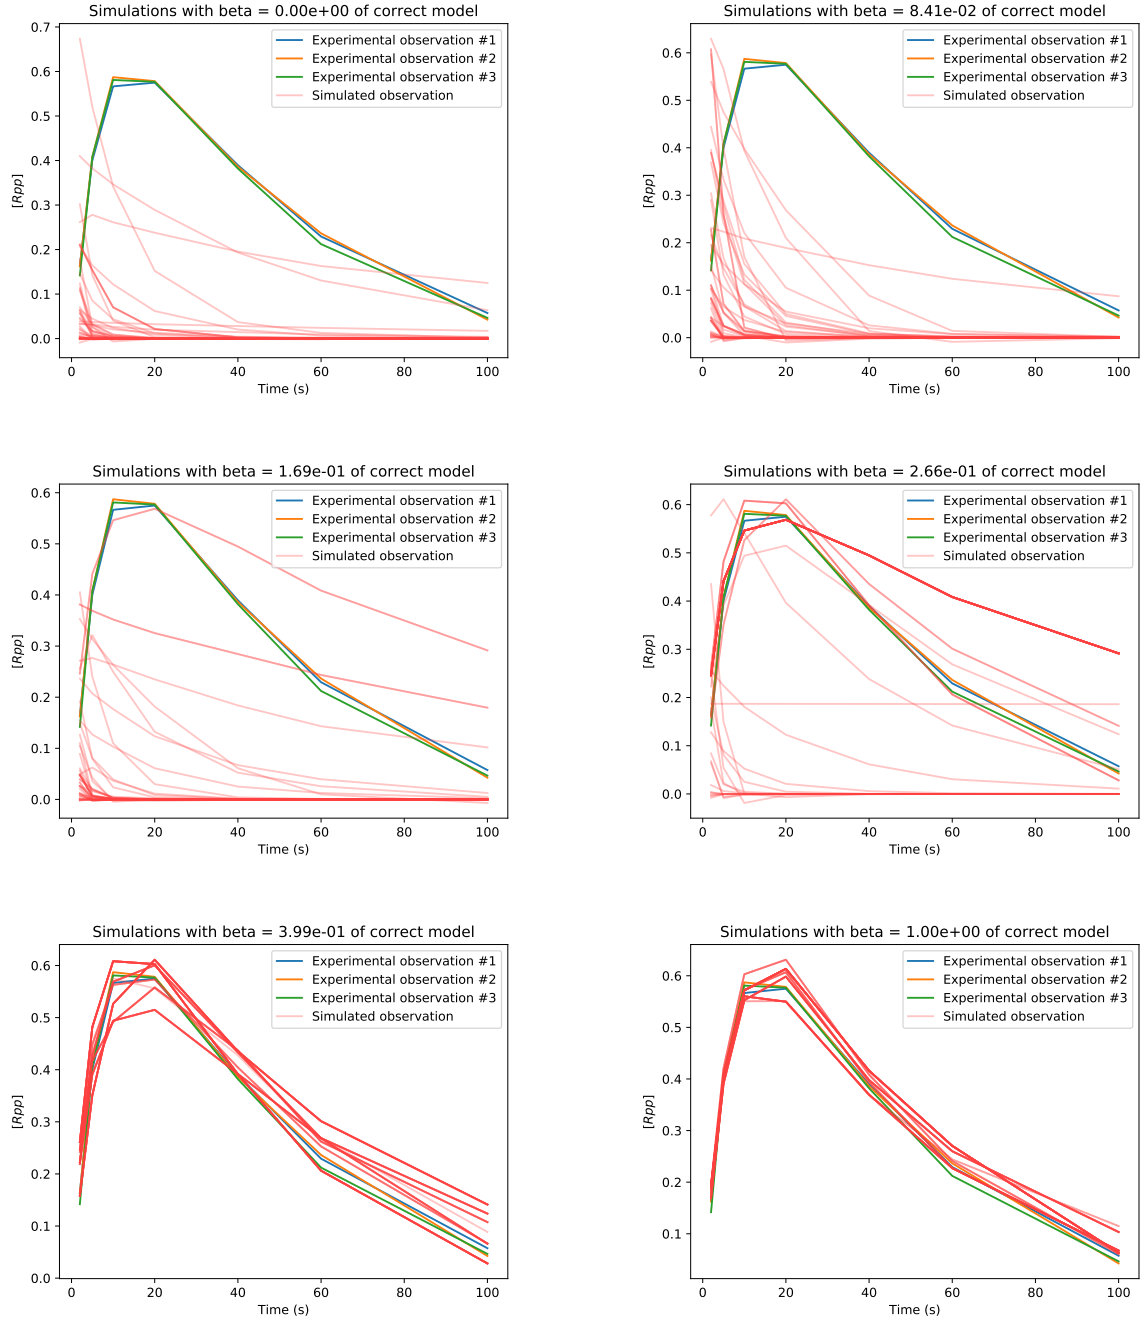 Simulations with beta = 0.00e+00 of correct model
Experimental observation #1
Experimental observation #2
Experimental observation #3
Simulated observation
[Rpp]
0.7
0.6
0.5
0.4
0.3
0.2
0.1
0.0
0 20 40 60 80 100
Time (s)
Simulations with beta = 8.41e-02 of correct model
Experimental observation #1
Experimental observation #2
Experimental observation #3
Simulated observation
[Rpp]
0.6
0.5
0.4
0.3
0.2
0.1
0.0
0 20 40 60 80 100
Time (s)
Simulations with beta = 1.69e-01 of correct model
Experimental observation #1
Experimental observation #2
Experimental observation #3
Simulated observation
[Rpp]
0.6
0.5
0.4
0.3
0.2
0.1
0.0
0 20 40 60 80 100
Time (s)
Simulations with beta = 2.66e-01 of correct model
Experimental observation #1
Experimental observation #2
Experimental observation #3
Simulated observation
[Rpp]
0.6
0.5
0.4
0.3
0.2
0.1
0.0
0 20 40 60 80 100
Time (s)
Simulations with beta = 3.99e-01 of correct model
Experimental observation #1
Experimental observation #2
Experimental observation #3
Simulated observation
[Rpp]
0.6
0.5
0.4
0.3
0.2
0.1
0.0
0 20 40 60 80 100
Time (s)
Simulations with beta = 1.00e+00 of correct model
Experimental observation #1
Experimental observation #2
Experimental observation #3
Simulated observation
[Rpp]
0.6
0.5
0.4
0.3
0.2
0.1
0 20 40 60 80 100
Time (s)